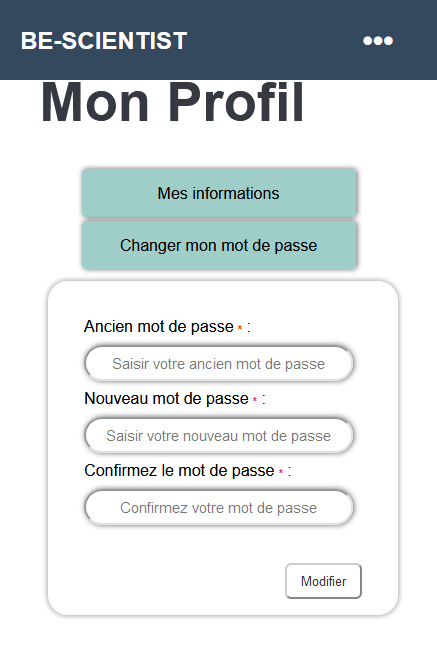 BE-SCIENTIST
Mon Profil
Mes informations
Changer mon mot de passe
Ancien mot de passe * :
Saisir votre ancien mot de passe
Nouveau mot de passe * :
Saisir votre nouveau mot de passe
Confirmez le mot de passe * :
Confirmez votre mot de passe
Modifier